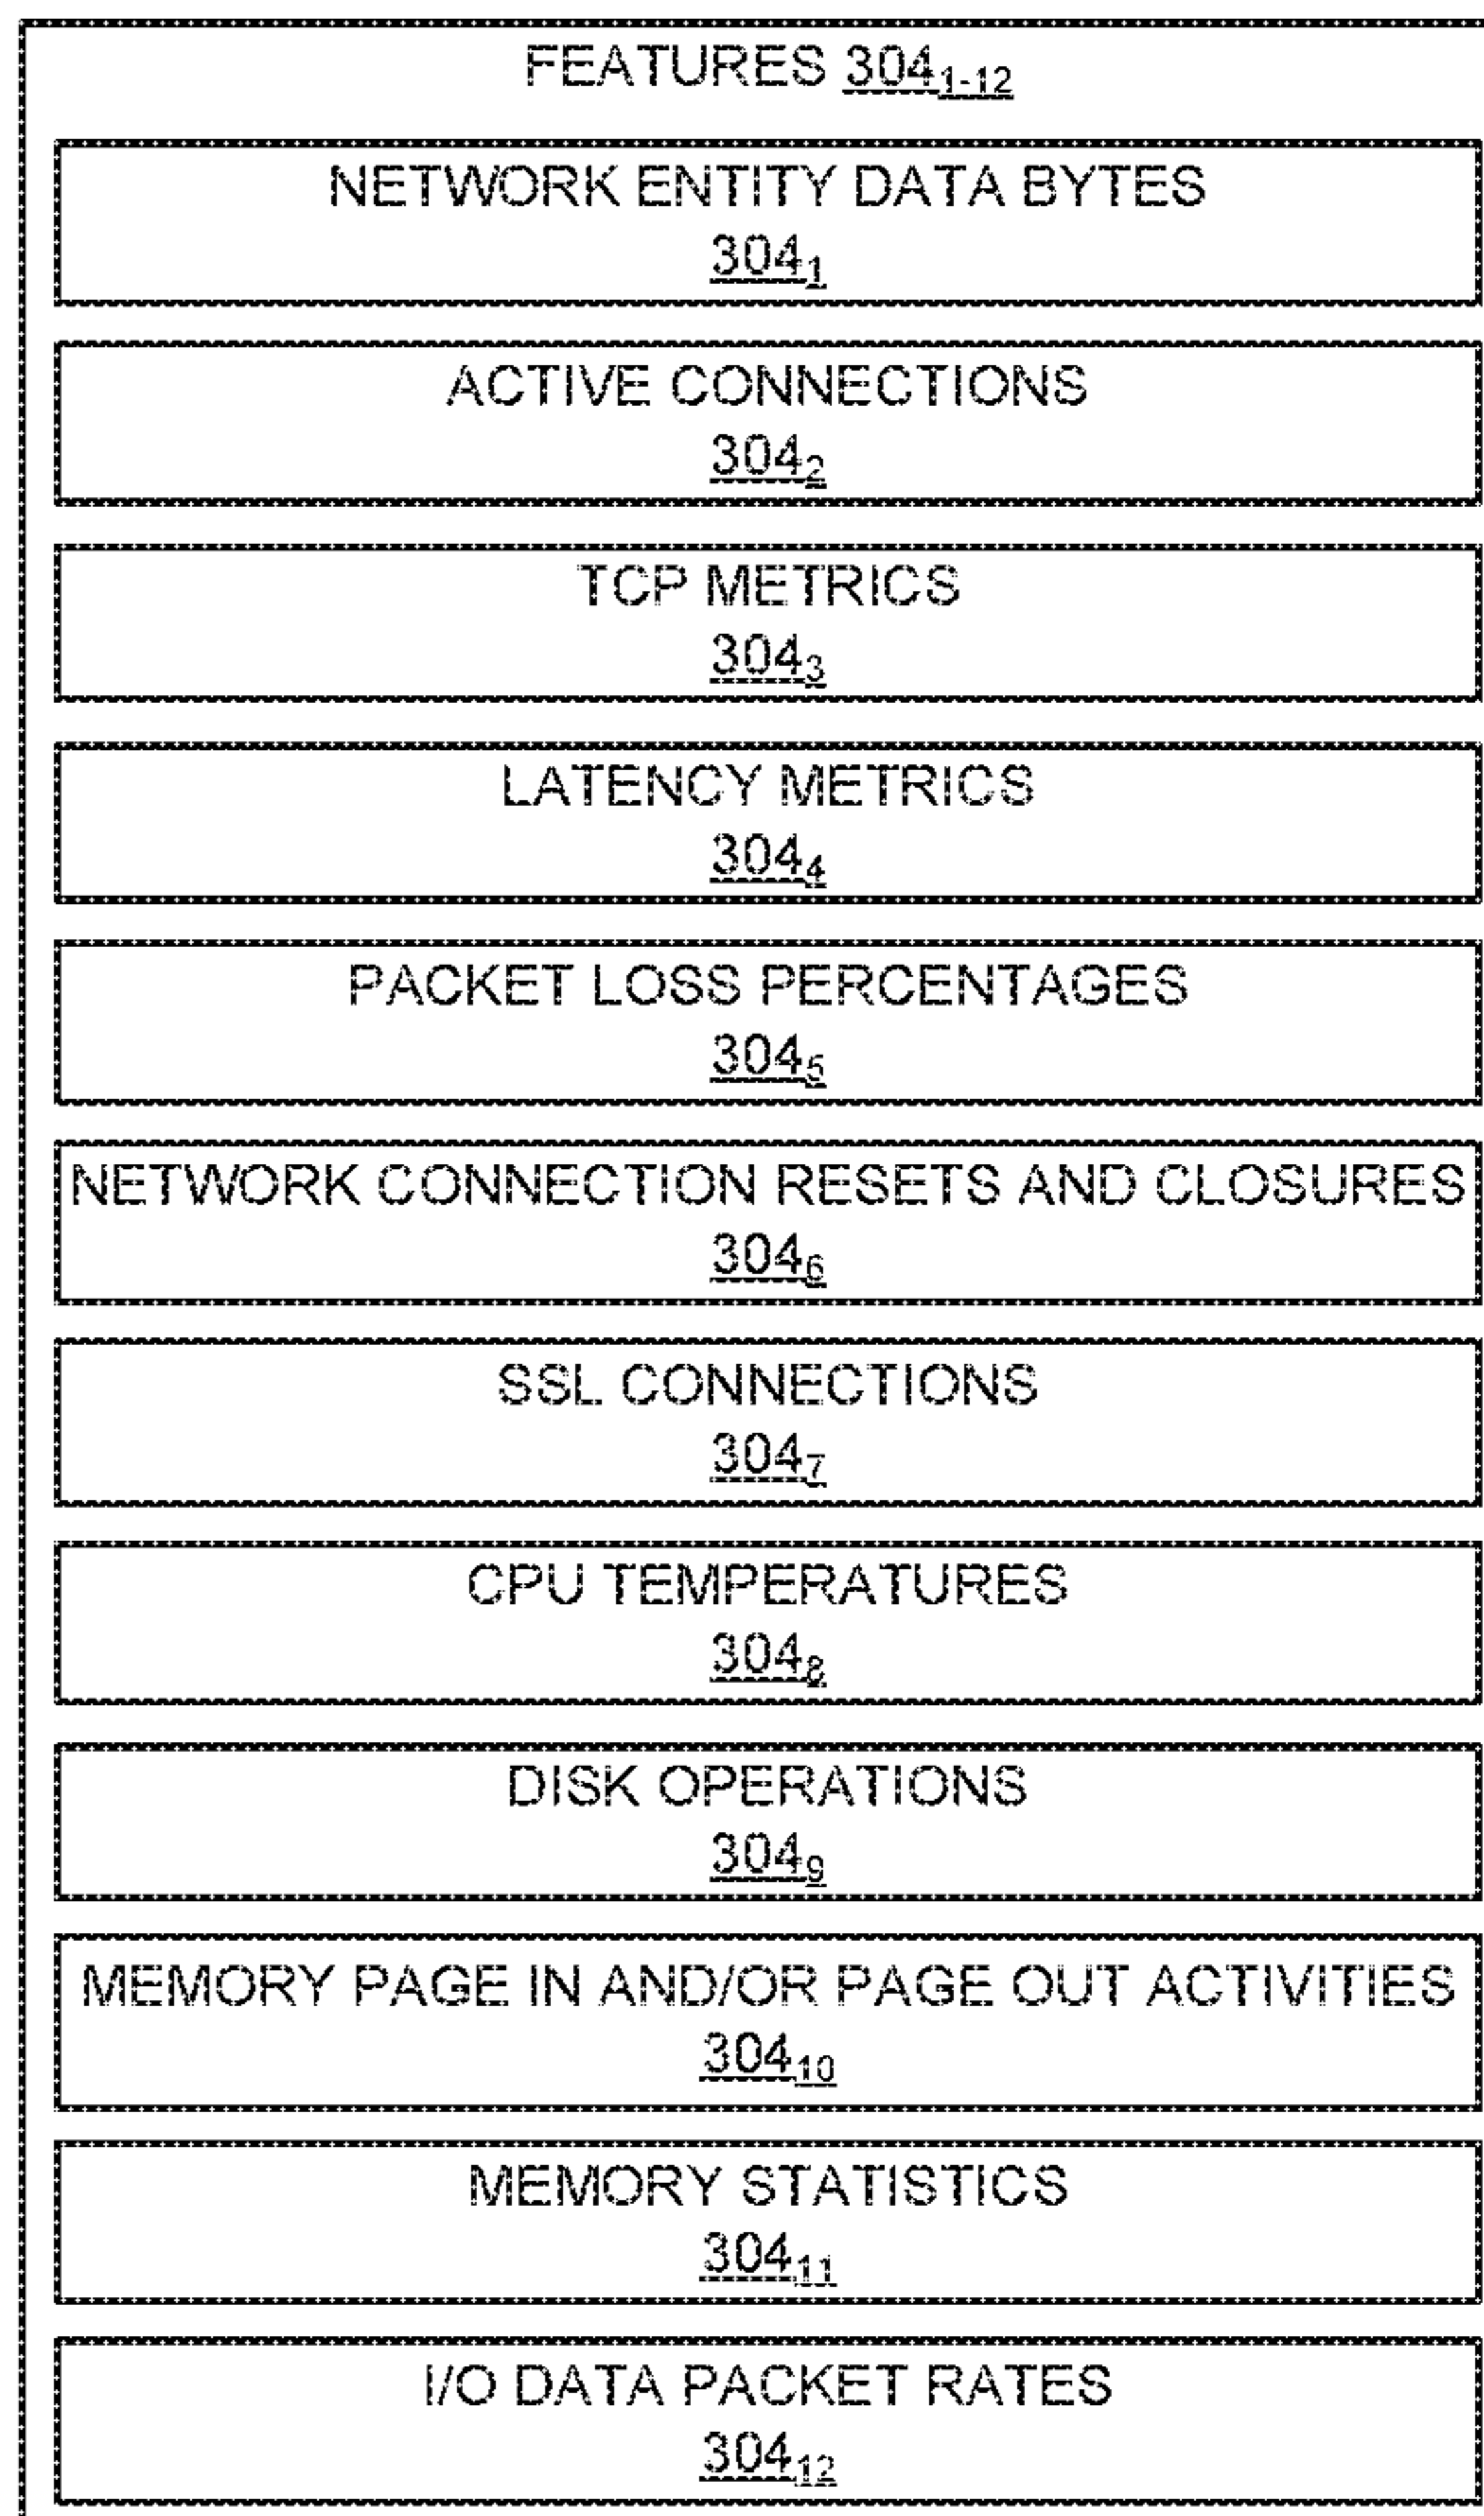 FEATURES 304₁₋₁₂
NETWORK ENTITY DATA BYTES
304₁
ACTIVE CONNECTIONS
304₂
TCP METRICS
304₃
LATENCY METRICS
304₄
PACKET LOSS PERCENTAGES
304₅
NETWORK CONNECTION RESETS AND CLOSURES
304₆
SSL CONNECTIONS
304₇
CPU TEMPERATURES
304₈
DISK OPERATIONS
304₉
MEMORY PAGE IN AND/OR PAGE OUT ACTIVITIES
304₁₀
MEMORY STATISTICS
304₁₁
I/O DATA PACKET RATES
304₁₂